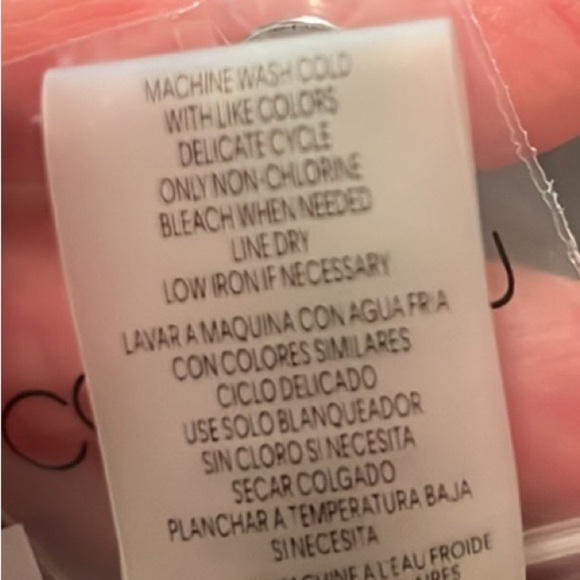 MACHINE WASH COLD
WITH LIKE COLORS
DELICATE CYCLE
ONLY NON-CHLORINE
BLEACH WHEN NEEDED
LINE DRY
LOW IRON IF NECESSARY
LAVAR A MAQUINA CON AGUA FRIA
CON COLORES SIMILARES
CICLO DELICADO
USE SOLO BLANQUEADOR
SIN CLORO SI NECESITA
SECAR COLGADO
PLANCHAR A TEMPERATURA BAJA
SI NECESITA
A L'EAU FROIDE